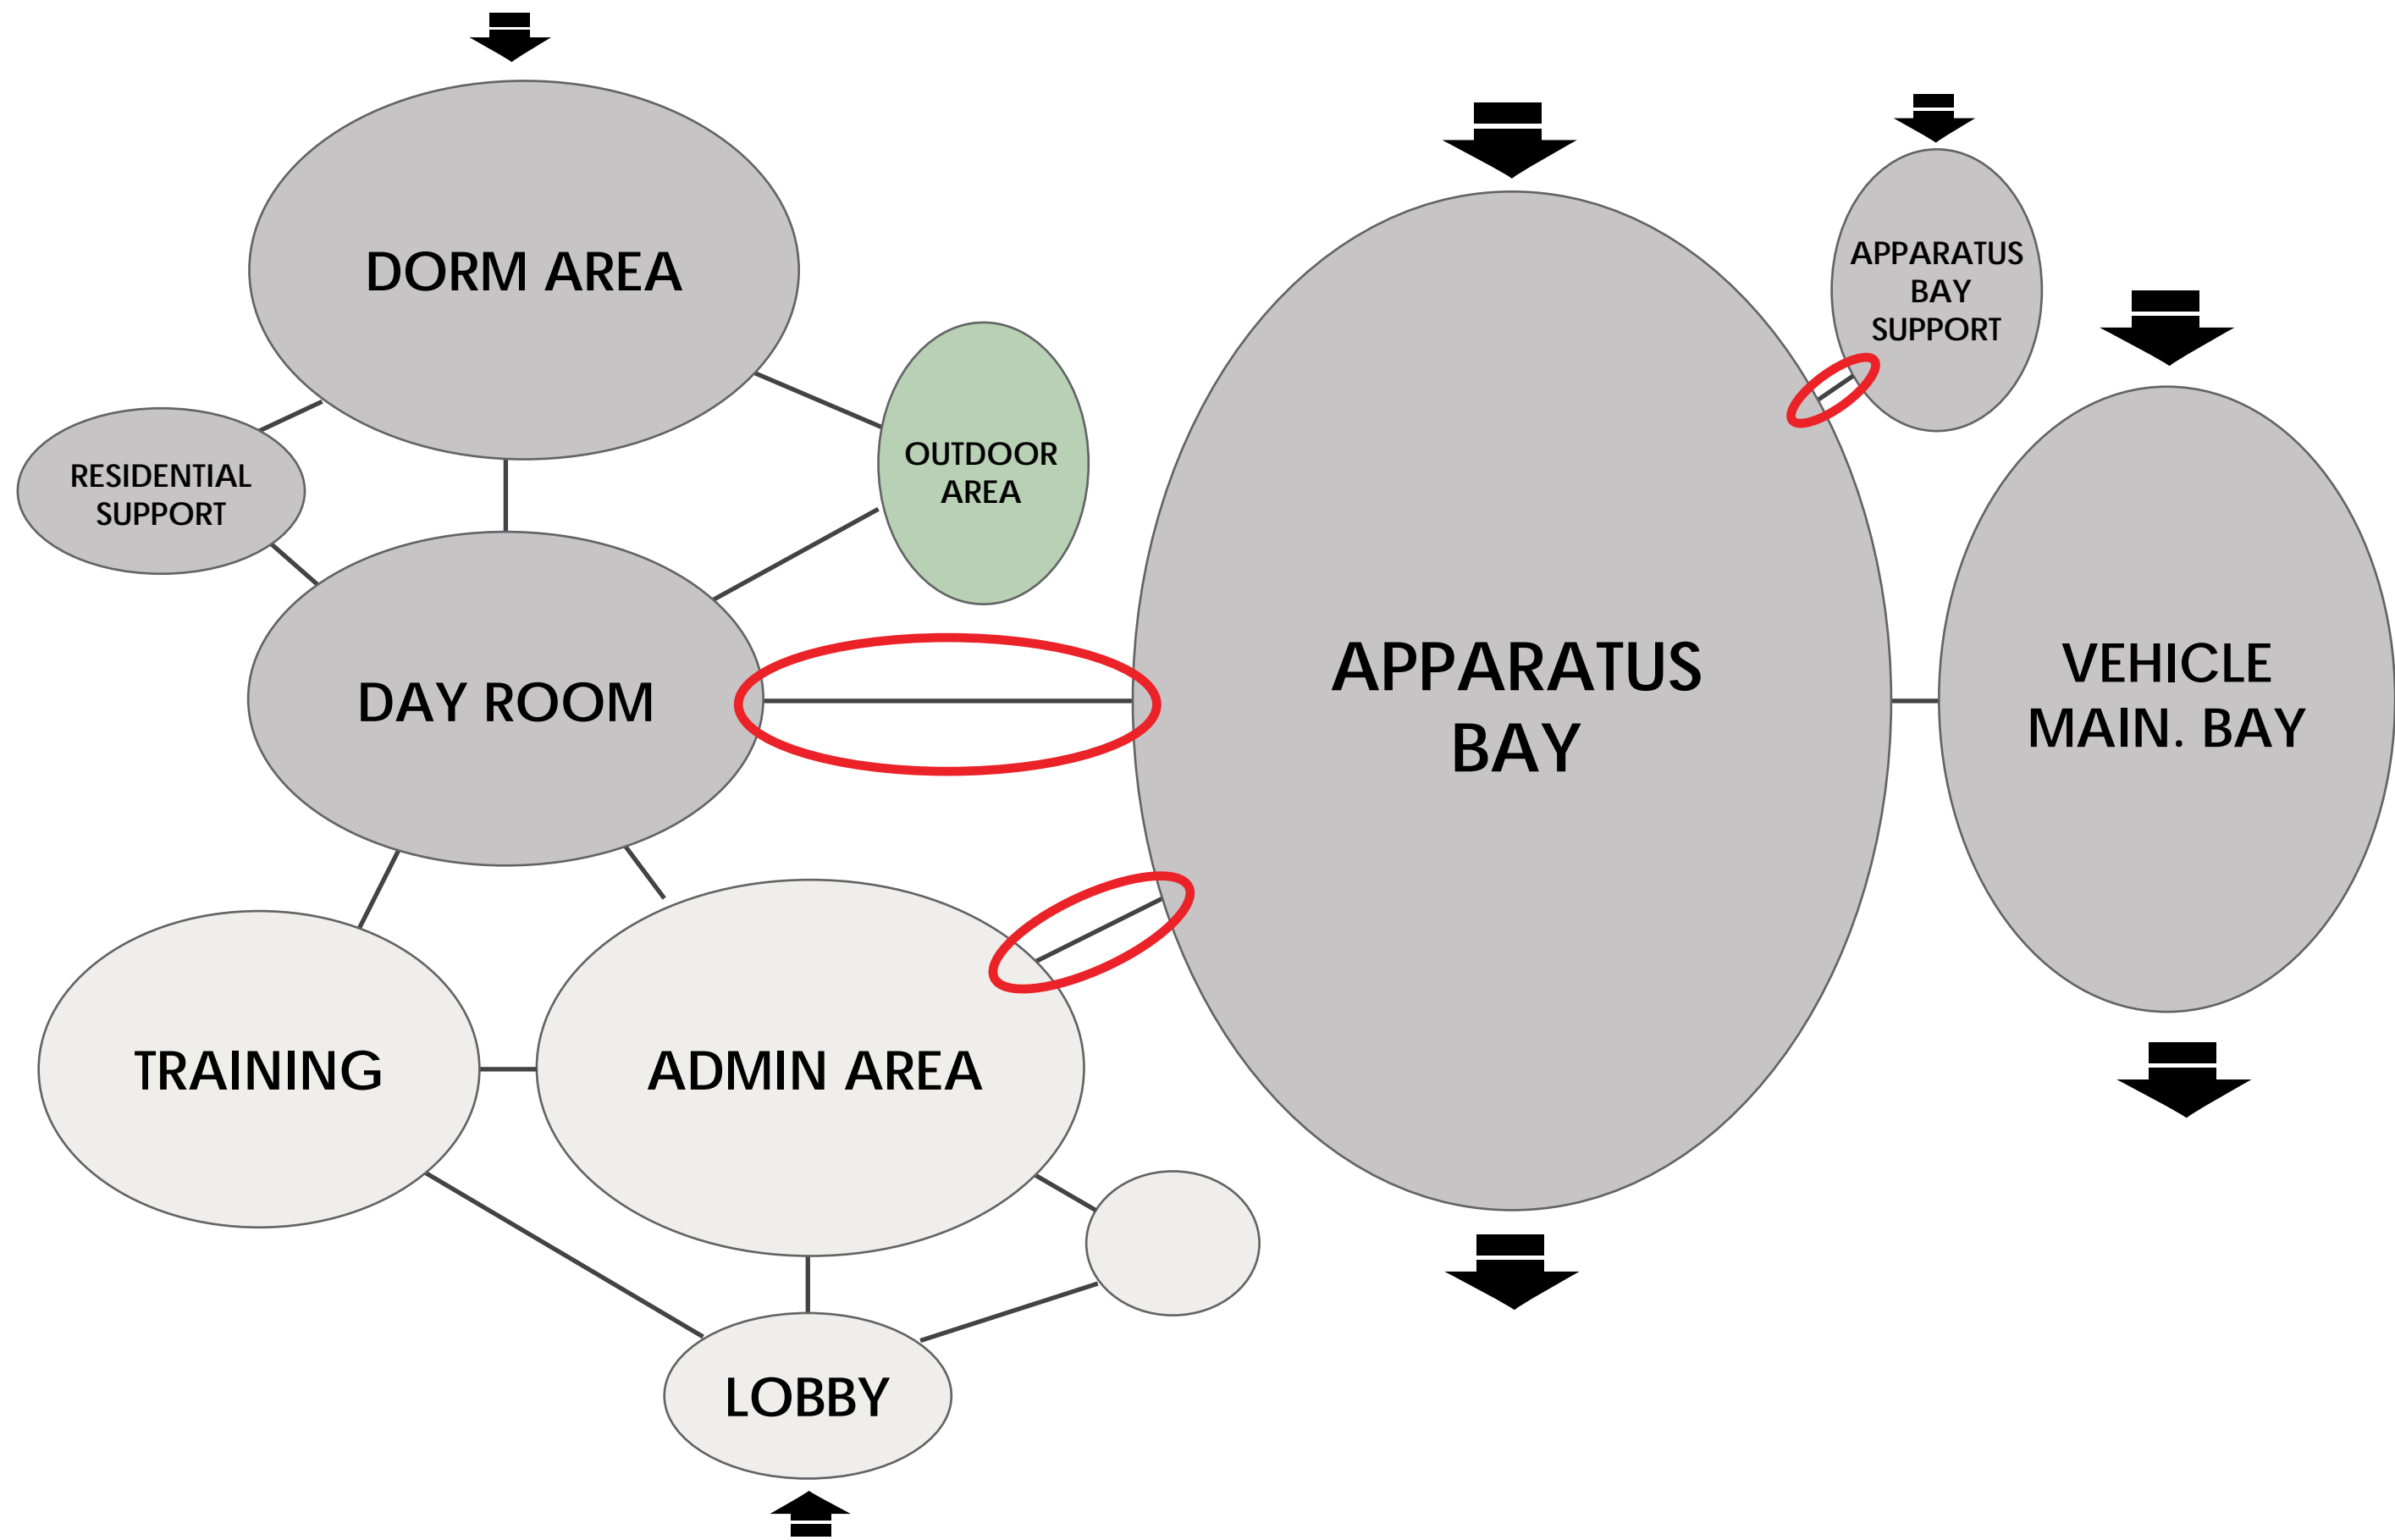 DORM AREA
APPARATUS
BAY
SUPPORT
OUTDOOR
AREA
RESIDENTIAL
SUPPORT
DAY ROOM
APPARATUS
BAY
VEHICLE
MAIN. BAY
TRAINING
ADMIN AREA
LOBBY